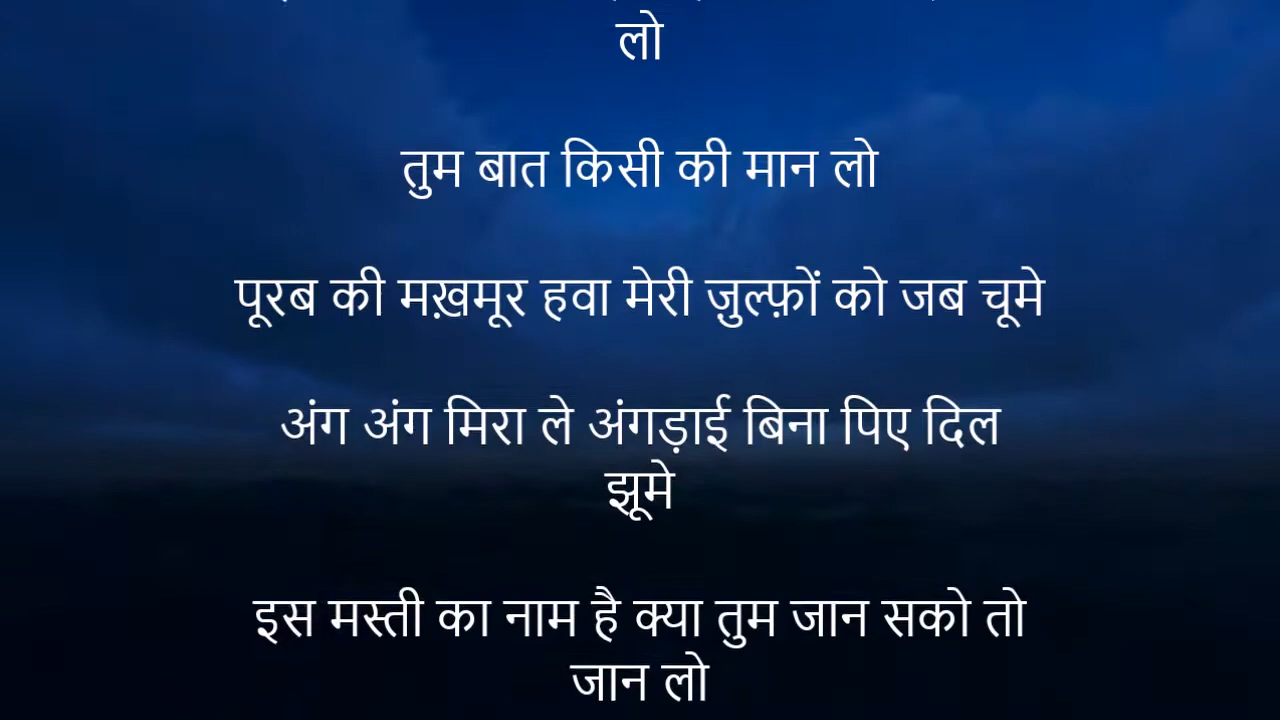 लो
तुम बात किसी की मान लो
पूरब की मख़मूर हवा मेरी ज़ुल्फ़ों को जब चूमे
अंग अंग मिरा ले अंगड़ाई बिना पिए दिल
झूमे
इस मस्ती का नाम है क्या तुम जान सको तो
जान लो